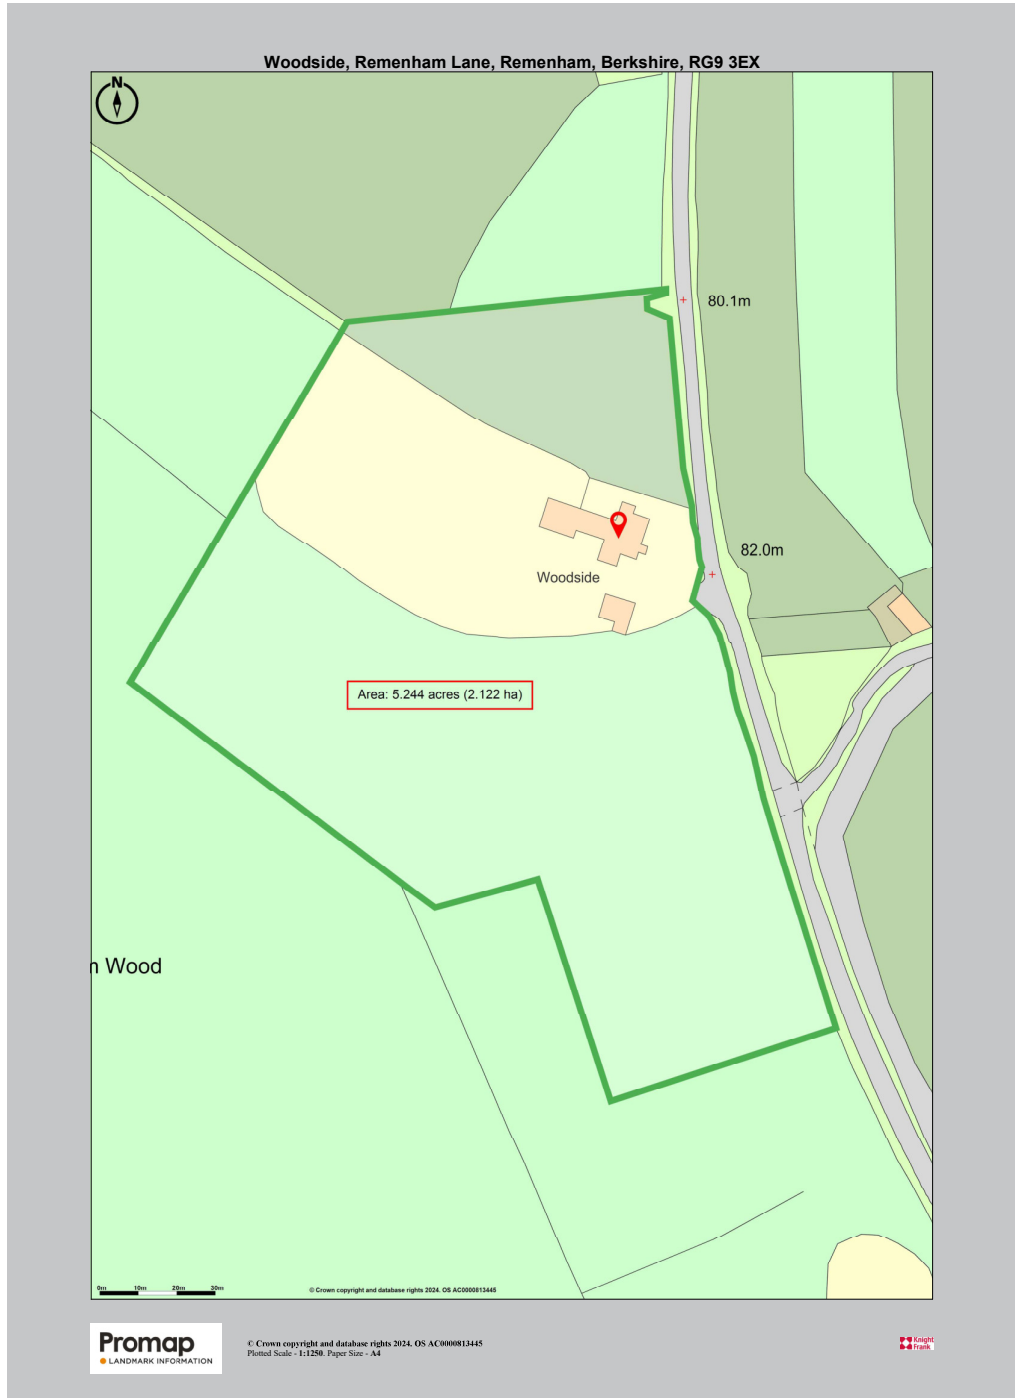 Woodside, Remenham Lane, Remenham, Berkshire, RG9 3EX
N
80.1m
82.0m
Woodside
Area: 5.244 acres (2.122 ha)
Wood
0m 10m 20m 30m
© Crown copyright and database rights 2024. OS AC0000813445
Promap
LANDMARK INFORMATION
© Crown copyright and database rights 2024. OS AC0000813445
Plotted Scale - 1:1250. Paper Size - A4
Knight
Frank